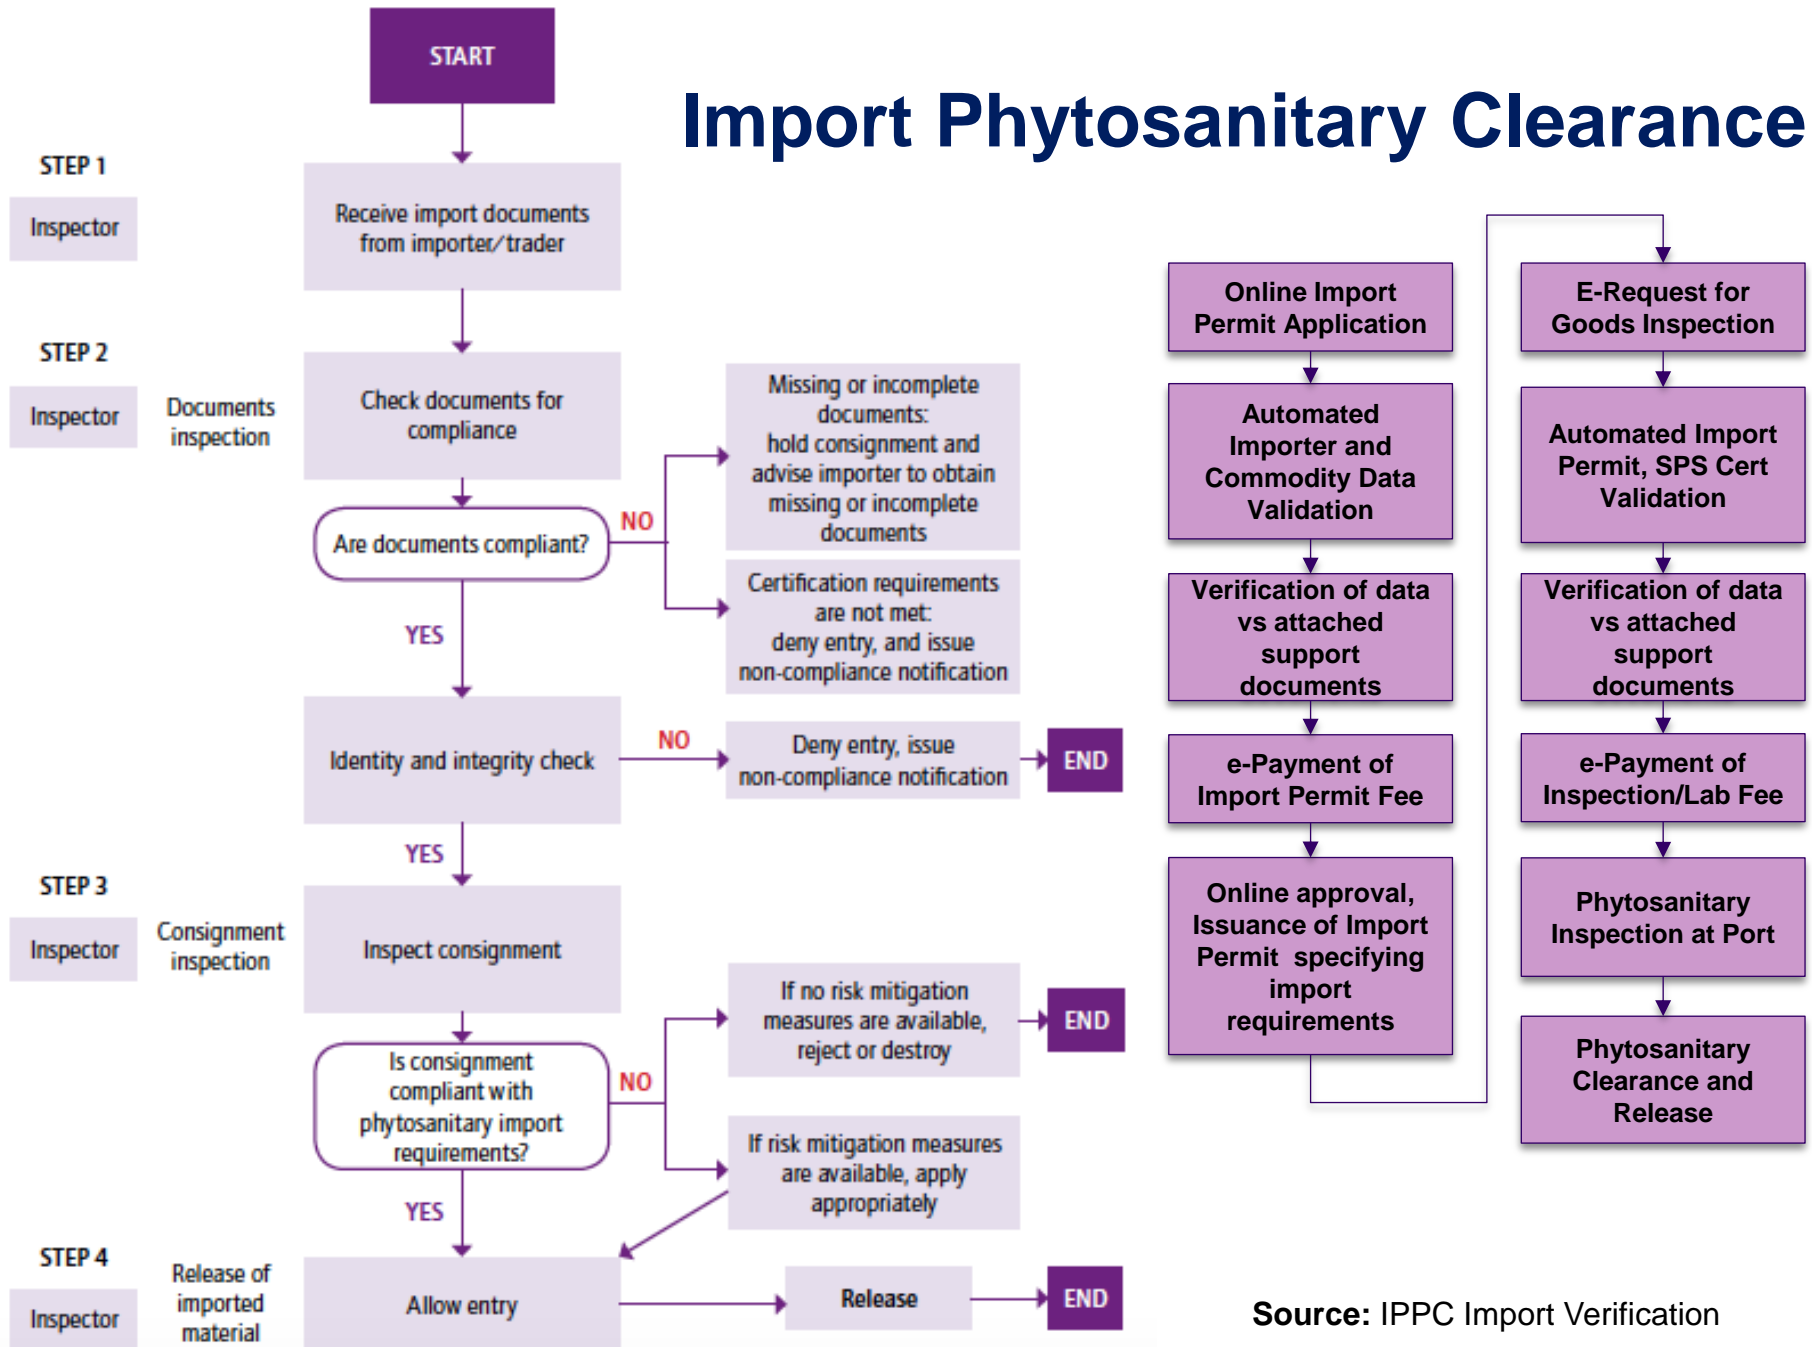 Import Phytosanitary Clearance
START
STEP 1
Inspector
Receive import documents
from importer/trader
STEP 2
Inspector
Documents
inspection
Check documents for
compliance
Are documents compliant?
NO
Missing or incomplete
documents:
hold consignment and
advise importer to obtain
missing or incomplete
documents
Certification requirements
are not met:
deny entry, and issue
non-compliance notification
YES
Identity and integrity check
NO
Deny entry, issue
non-compliance notification
END
YES
STEP 3
Inspector
Consignment
inspection
Inspect consignment
Is consignment
compliant with
phytosanitary import
requirements?
NO
If no risk mitigation
measures are available,
reject or destroy
END
If risk mitigation measures
are available, apply
appropriately
YES
STEP 4
Inspector
Release of
imported
material
Allow entry
Release
END
Online Import
Permit Application
Automated
Importer and
Commodity Data
Validation
Verification of data
vs attached
support
documents
e-Payment of
Import Permit Fee
Online approval,
Issuance of Import
Permit specifying
import
requirements
E-Request for
Goods Inspection
Automated Import
Permit, SPS Cert
Validation
Verification of data
vs attached
support
documents
e-Payment of
Inspection/Lab Fee
Phytosanitary
Inspection at Port
Phytosanitary
Clearance and
Release
Source: IPPC Import Verification